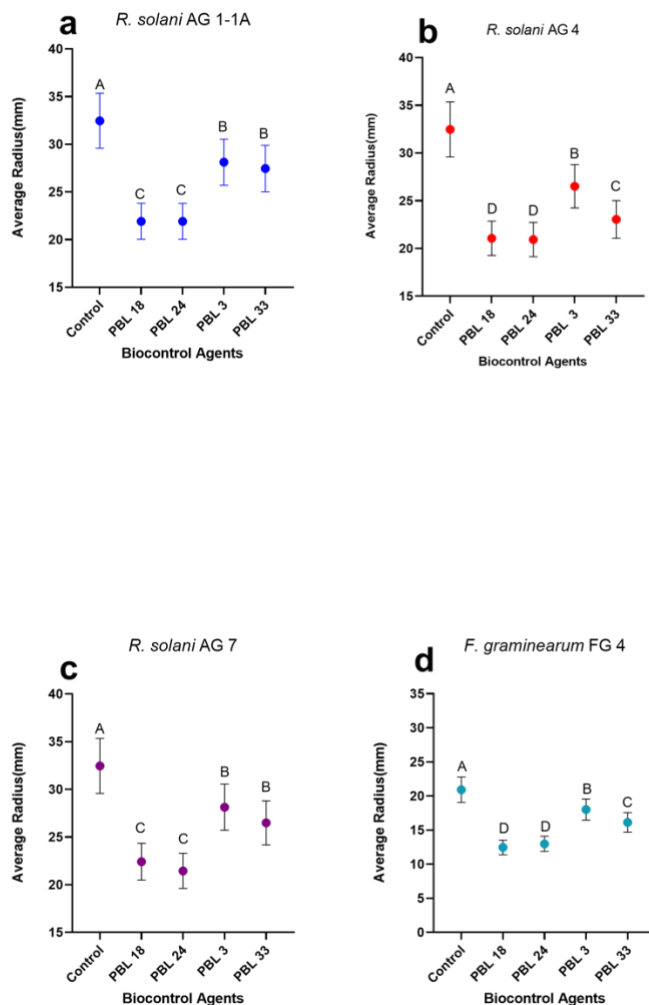 a
R. solani AG 1-1A
Average Radius(mm)
40
35
30
25
20
15
A
C
C
B
B
Control
PBL 18
PBL 24
PBL 3
PBL 33
Biocontrol Agents
b
R. solani AG 4
Average Radius(mm)
40
35
30
25
20
15
A
D
D
B
C
Control
PBL 18
PBL 24
PBL 3
PBL 33
Biocontrol Agents
c
R. solani AG 7
Average Radius(mm)
40
35
30
25
20
15
A
C
C
B
B
Control
PBL 18
PBL 24
PBL 3
PBL 33
Biocontrol Agents
d
F. graminearum FG 4
Average Radius(mm)
35
30
25
20
15
10
5
0
A
D
D
B
C
Control
PBL 18
PBL 24
PBL 3
PBL 33
Biocontrol Agents